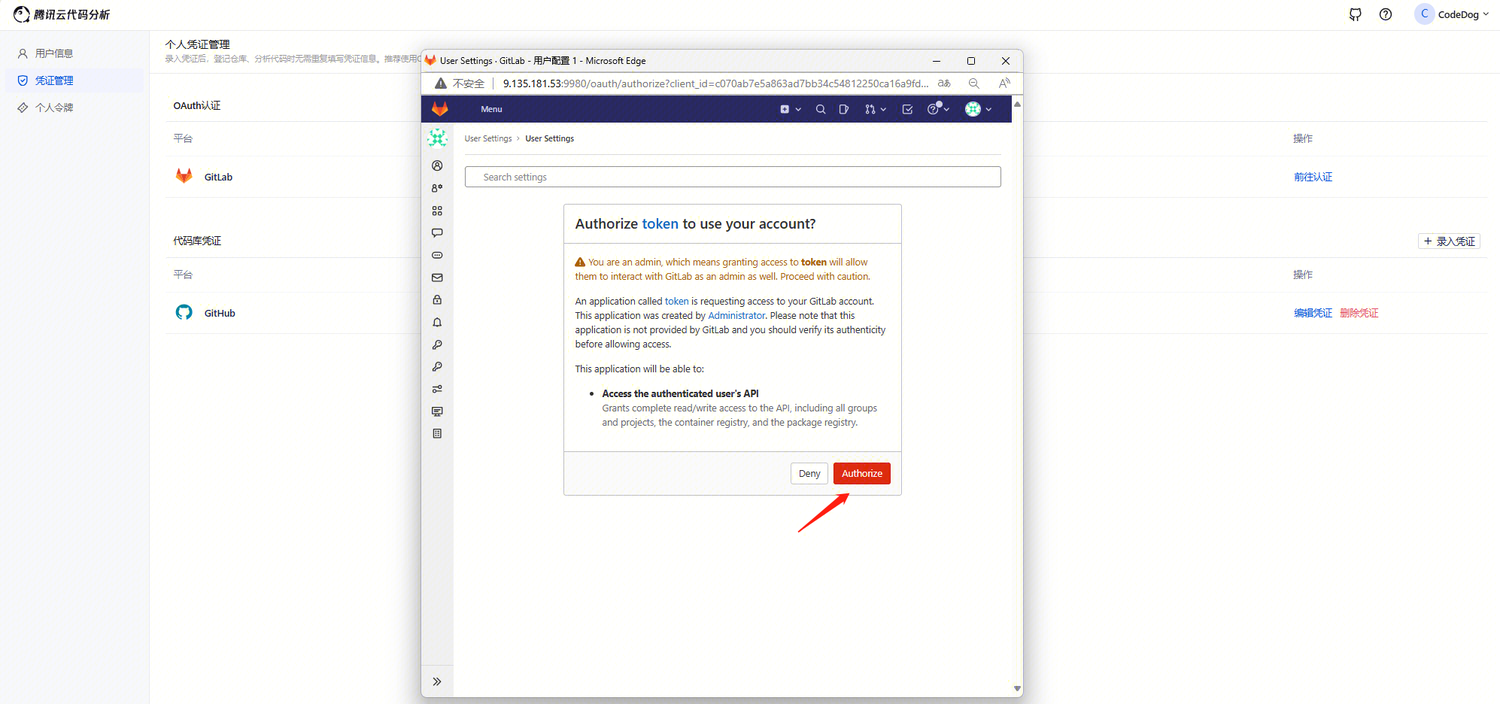 腾讯云代码分析
C CodeDog
用户信息
凭证管理
个人令牌
个人凭证管理
录入凭证后，登记仓库、分析代码时无需重复填写凭证信息。推荐使用
OAuth认证
平台
操作
GitLab
前往认证
代码库凭证
录入凭证
平台
操作
GitHub
编辑凭证 删除凭证
User Settings · GitLab - 用户配置 1 - Microsoft Edge
不安全 9.135.181.53:9980/oauth/authorize?client_id=c070ab7e5a863ad7bb34c54812250ca16a9fd...
Menu
User Settings › User Settings
Search settings
Authorize token to use your account?
You are an admin, which means granting access to token will allow
them to interact with GitLab as an admin as well. Proceed with caution.
An application called token is requesting access to your GitLab account.
This application was created by Administrator. Please note that this
application is not provided by GitLab and you should verify its authenticity
before allowing access.
This application will be able to:
• Access the authenticated user's API
Grants complete read/write access to the API, including all groups
and projects, the container registry, and the package registry.
Deny Authorize